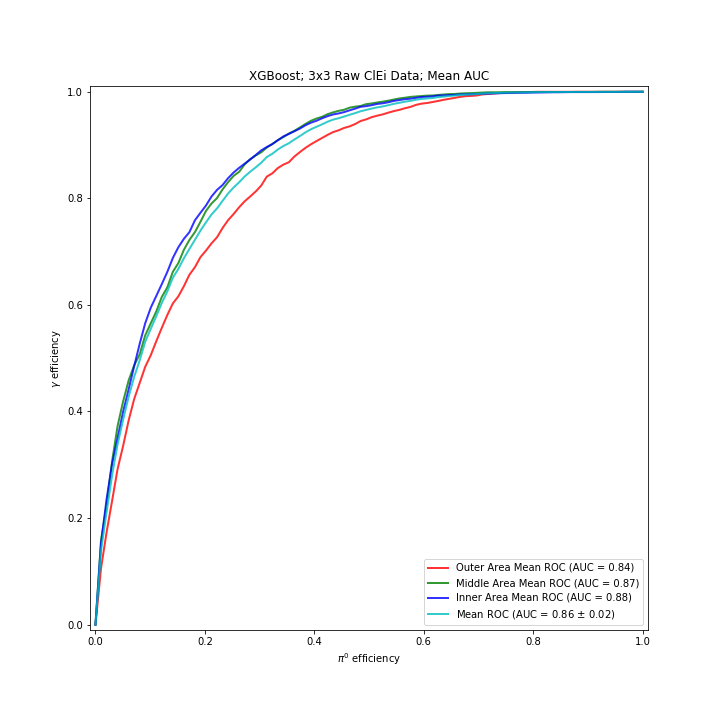 XGBoost; 3x3 Raw ClEi Data; Mean AUC
1.0
0.8
0.6
0.4
0.2
0.0
γ efficiency
0.0 0.2 0.4 0.6 0.8 1.0
π⁰ efficiency
Outer Area Mean ROC (AUC = 0.84)
Middle Area Mean ROC (AUC = 0.87)
Inner Area Mean ROC (AUC = 0.88)
Mean ROC (AUC = 0.86 ± 0.02)